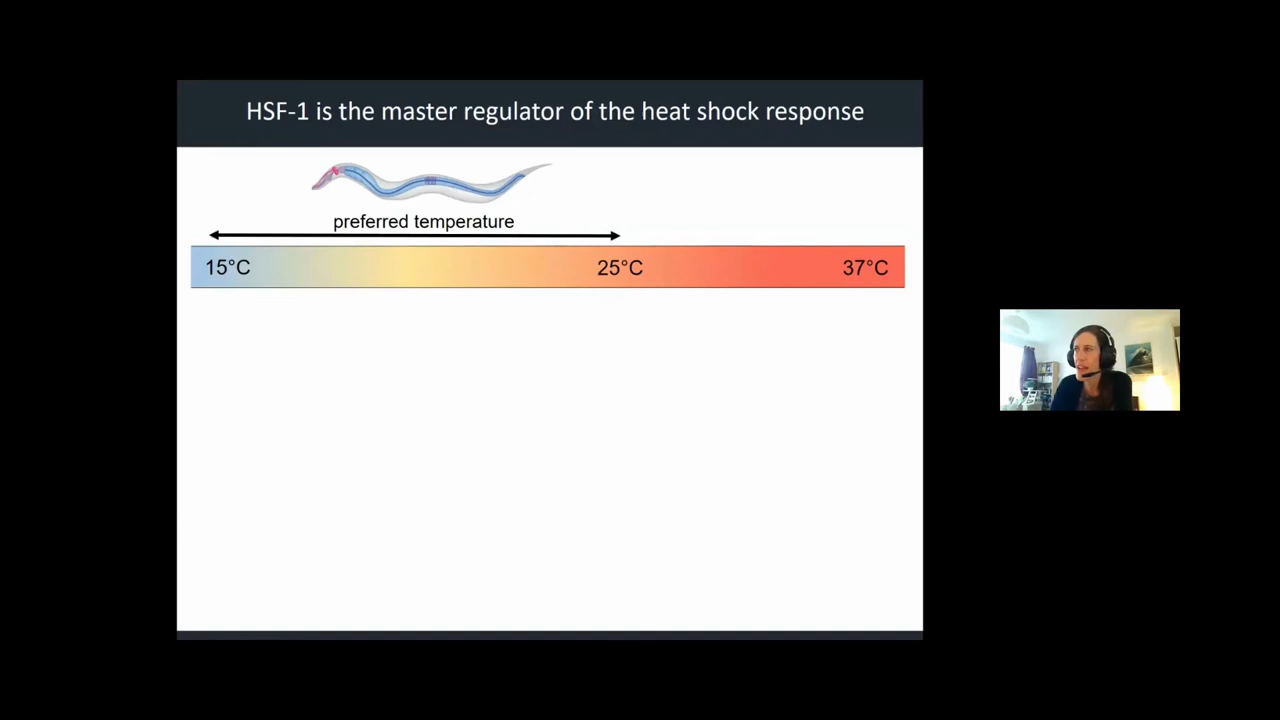 HSF-1 is the master regulator of the heat shock response
preferred temperature
15°C 25°C 37°C